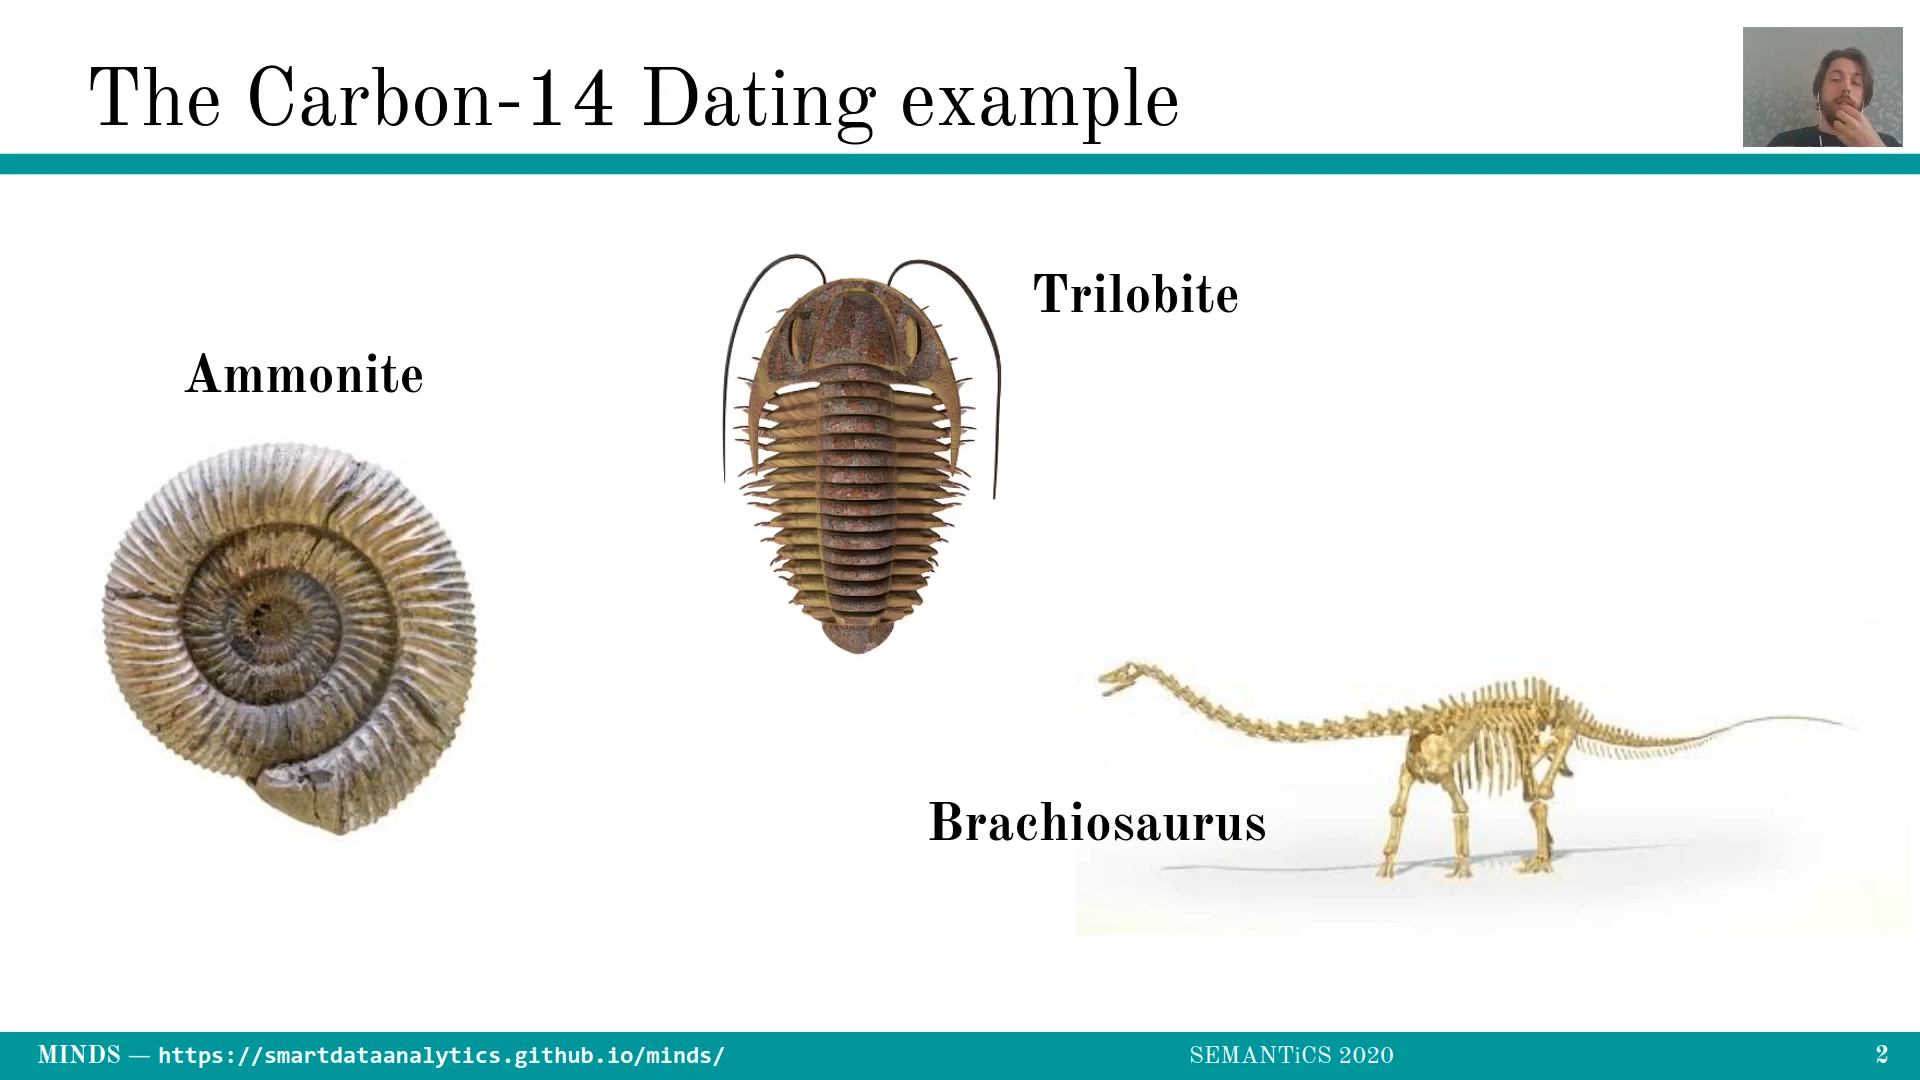 The Carbon-14 Dating example
Trilobite
Ammonite
Brachiosaurus
MINDS — https://smartdataanalytics.github.io/minds/
SEMANTiCS 2020
2